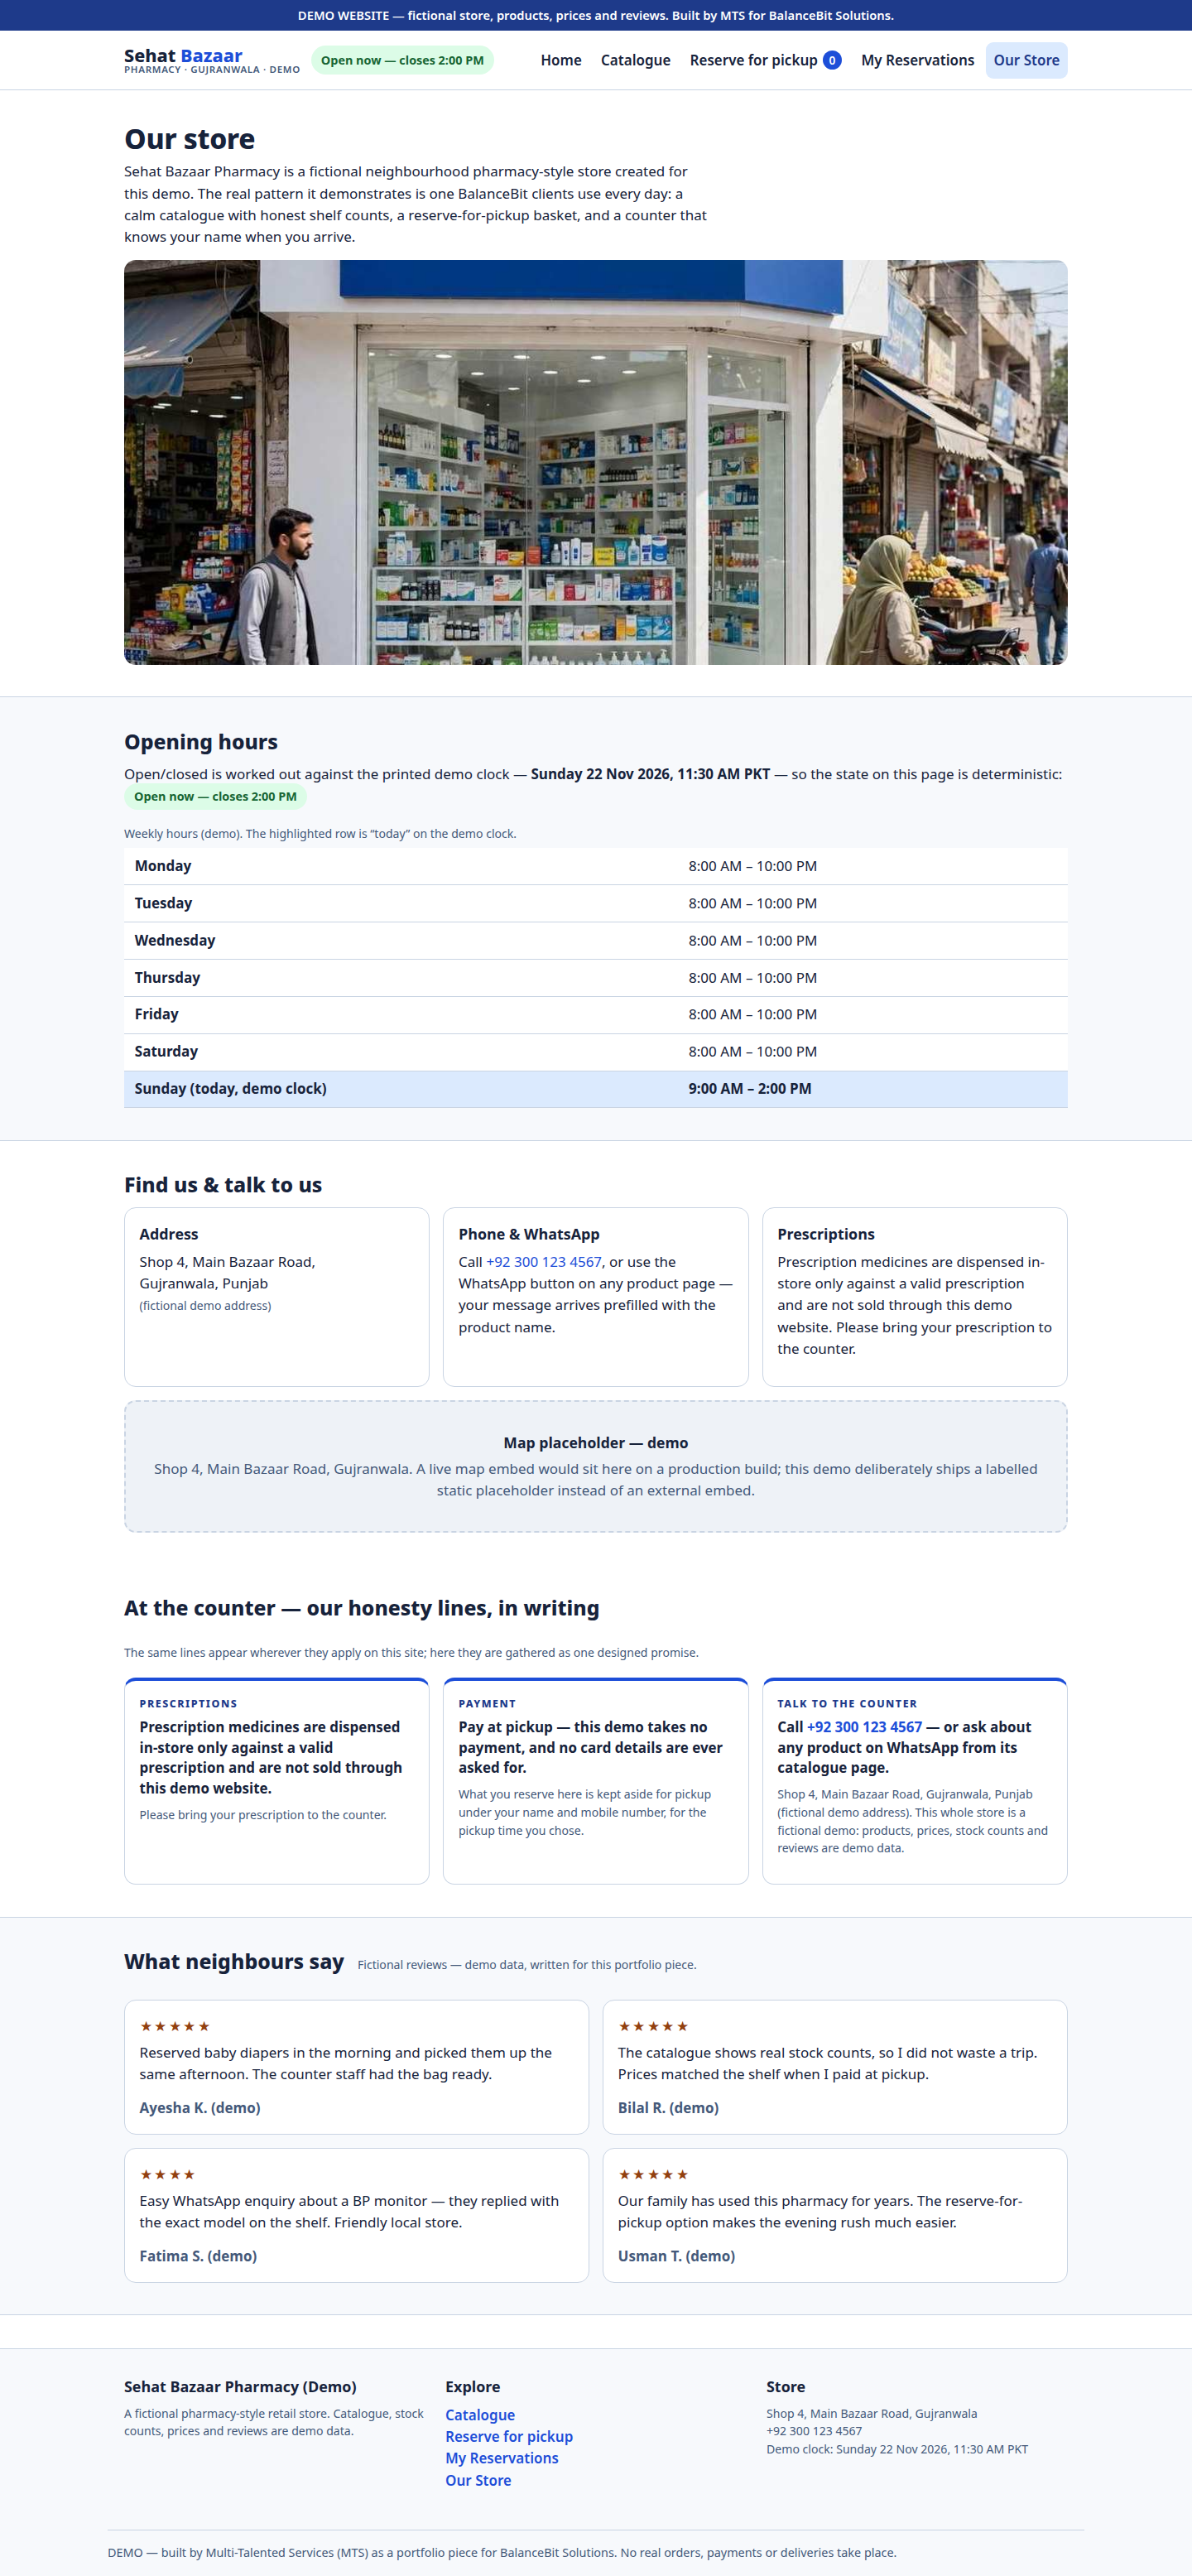 DEMO WEBSITE — fictional store, products, prices and reviews. Built by MTS for BalanceBit Solutions.
Sehat Bazaar
PHARMACY · GUJRANWALA · DEMO
Open now — closes 2:00 PM
Home
Catalogue
Reserve for pickup 0
My Reservations
Our Store
Our store
Sehat Bazaar Pharmacy is a fictional neighbourhood pharmacy-style store created for
this demo. The real pattern it demonstrates is one BalanceBit clients use every day: a
calm catalogue with honest shelf counts, a reserve-for-pickup basket, and a counter that
knows your name when you arrive.
Opening hours
Open/closed is worked out against the printed demo clock — Sunday 22 Nov 2026, 11:30 AM PKT — so the state on this page is deterministic:
Open now — closes 2:00 PM
Weekly hours (demo). The highlighted row is “today” on the demo clock.
Monday 8:00 AM – 10:00 PM
Tuesday 8:00 AM – 10:00 PM
Wednesday 8:00 AM – 10:00 PM
Thursday 8:00 AM – 10:00 PM
Friday 8:00 AM – 10:00 PM
Saturday 8:00 AM – 10:00 PM
Sunday (today, demo clock) 9:00 AM – 2:00 PM
Find us & talk to us
Address
Shop 4, Main Bazaar Road,
Gujranwala, Punjab
(fictional demo address)
Phone & WhatsApp
Call +92 300 123 4567, or use the
WhatsApp button on any product page —
your message arrives prefilled with the
product name.
Prescriptions
Prescription medicines are dispensed in-
store only against a valid prescription
and are not sold through this demo
website. Please bring your prescription to
the counter.
Map placeholder — demo
Shop 4, Main Bazaar Road, Gujranwala. A live map embed would sit here on a production build; this demo deliberately ships a labelled
static placeholder instead of an external embed.
At the counter — our honesty lines, in writing
The same lines appear wherever they apply on this site; here they are gathered as one designed promise.
PRESCRIPTIONS
Prescription medicines are dispensed
in-store only against a valid
prescription and are not sold through
this demo website.
Please bring your prescription to the counter.
PAYMENT
Pay at pickup — this demo takes no
payment, and no card details are ever
asked for.
What you reserve here is kept aside for pickup
under your name and mobile number, for the
pickup time you chose.
TALK TO THE COUNTER
Call +92 300 123 4567 — or ask about
any product on WhatsApp from its
catalogue page.
Shop 4, Main Bazaar Road, Gujranwala, Punjab
(fictional demo address). This whole store is a
fictional demo: products, prices, stock counts and
reviews are demo data.
What neighbours say
Fictional reviews — demo data, written for this portfolio piece.
★★★★★
Reserved baby diapers in the morning and picked them up the
same afternoon. The counter staff had the bag ready.
Ayesha K. (demo)
★★★★★
The catalogue shows real stock counts, so I did not waste a trip.
Prices matched the shelf when I paid at pickup.
Bilal R. (demo)
★★★★
Easy WhatsApp enquiry about a BP monitor — they replied with
the exact model on the shelf. Friendly local store.
Fatima S. (demo)
★★★★★
Our family has used this pharmacy for years. The reserve-for-
pickup option makes the evening rush much easier.
Usman T. (demo)
Sehat Bazaar Pharmacy (Demo)
A fictional pharmacy-style retail store. Catalogue, stock
counts, prices and reviews are demo data.
Explore
Catalogue
Reserve for pickup
My Reservations
Our Store
Store
Shop 4, Main Bazaar Road, Gujranwala
+92 300 123 4567
Demo clock: Sunday 22 Nov 2026, 11:30 AM PKT
DEMO — built by Multi-Talented Services (MTS) as a portfolio piece for BalanceBit Solutions. No real orders, payments or deliveries take place.